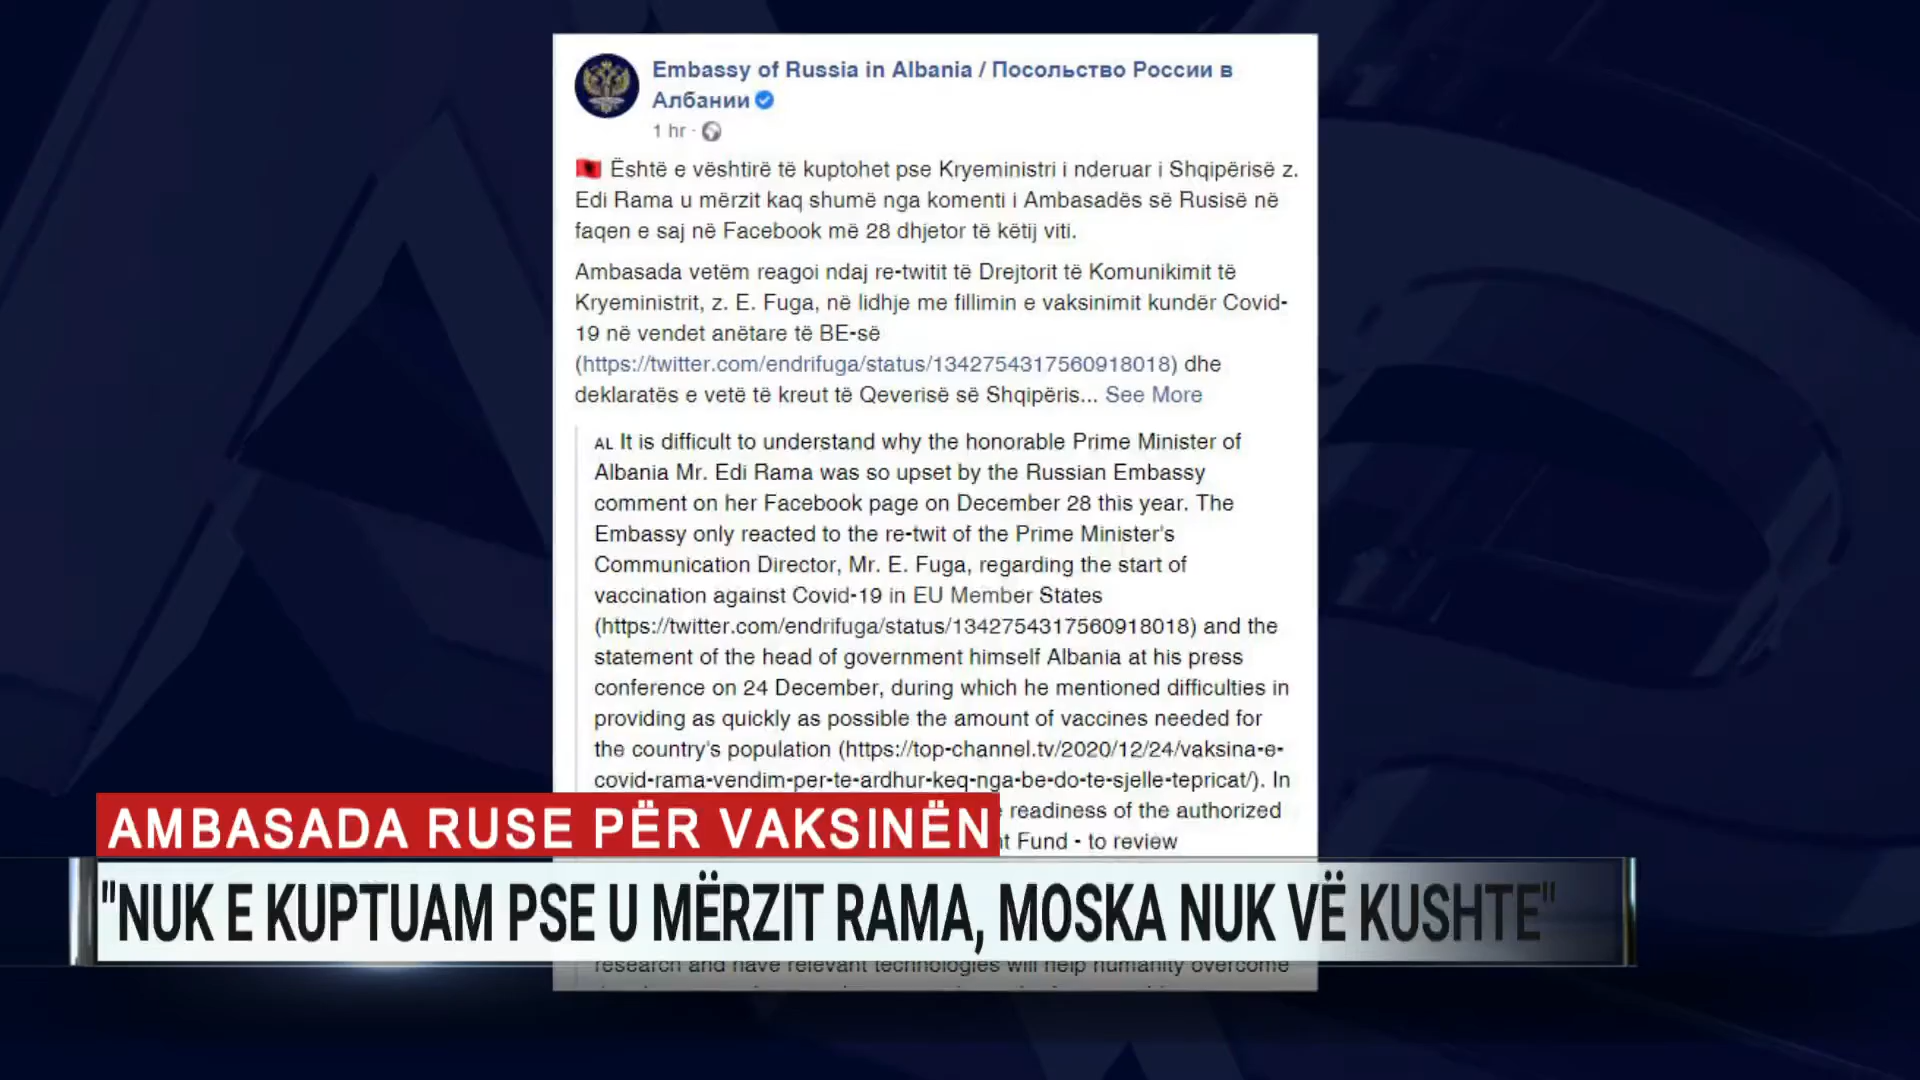 Embassy of Russia in Albania / Посольство России в
Албании
1 hr ·
Është e vështirë të kuptohet pse Kryeministri i nderuar i Shqipërisë z.
Edi Rama u mërzit kaq shumë nga komenti i Ambasadës së Rusisë në
faqen e saj në Facebook më 28 dhjetor të këtij viti.
Ambasada vetëm reagoi ndaj re-twitit të Drejtorit të Komunikimit të
Kryeministrit, z. E. Fuga, në lidhje me fillimin e vaksinimit kundër Covid-
19 në vendet anëtare të BE-së
(https://twitter.com/endrifuga/status/1342754317560918018) dhe
deklaratës e vetë të kreut të Qeverisë së Shqipëris... See More
AL It is difficult to understand why the honorable Prime Minister of
Albania Mr. Edi Rama was so upset by the Russian Embassy
comment on her Facebook page on December 28 this year. The
Embassy only reacted to the re-twit of the Prime Minister's
Communication Director, Mr. E. Fuga, regarding the start of
vaccination against Covid-19 in EU Member States
(https://twitter.com/endrifuga/status/1342754317560918018) and the
statement of the head of government himself Albania at his press
conference on 24 December, during which he mentioned difficulties in
providing as quickly as possible the amount of vaccines needed for
the country's population (https://top-channel.tv/2020/12/24/vaksina-e-
covid-rama-vendim-per-te-ardhur-keq-nga-be-do-te-sjelle-tepricat/). In
readiness of the authorized
Fund - to review
AMBASADA RUSE PËR VAKSINËN
"NUK E KUPTUAM PSE U MËRZIT RAMA, MOSKA NUK VË KUSHTE"
research and have relevant technologies will help humanity overcome